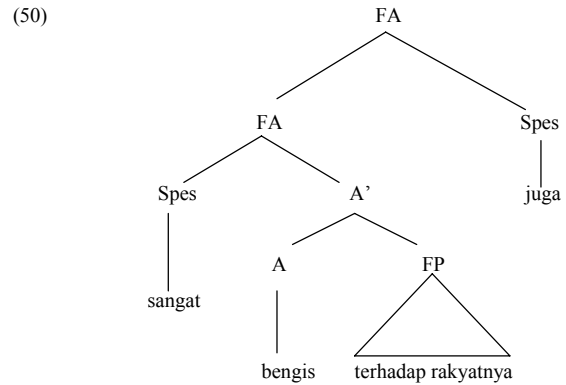 (50) FA
FA Spes
Spes A’ juga
A FP
sangat
bengis terhadap rakyatnya